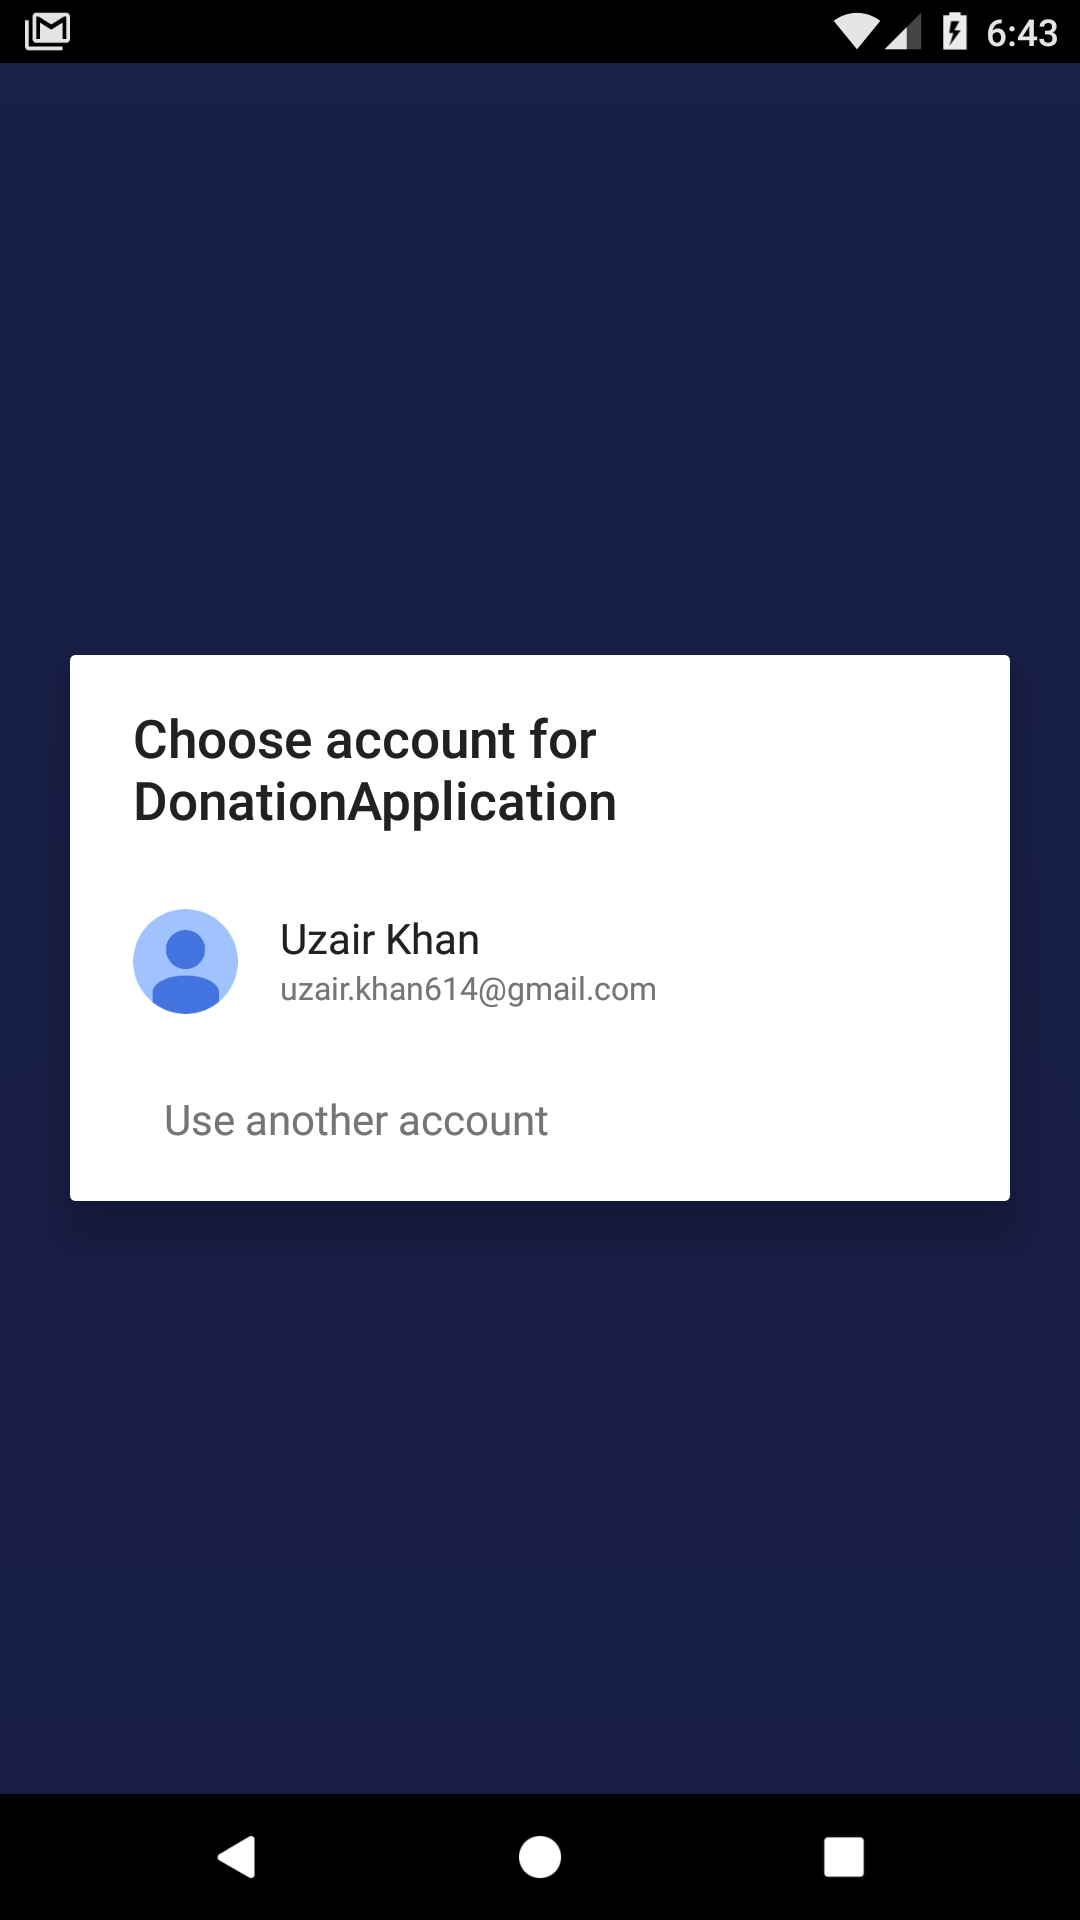 6:43
Choose account for
DonationApplication
Uzair Khan
uzair.khan614@gmail.com
Use another account